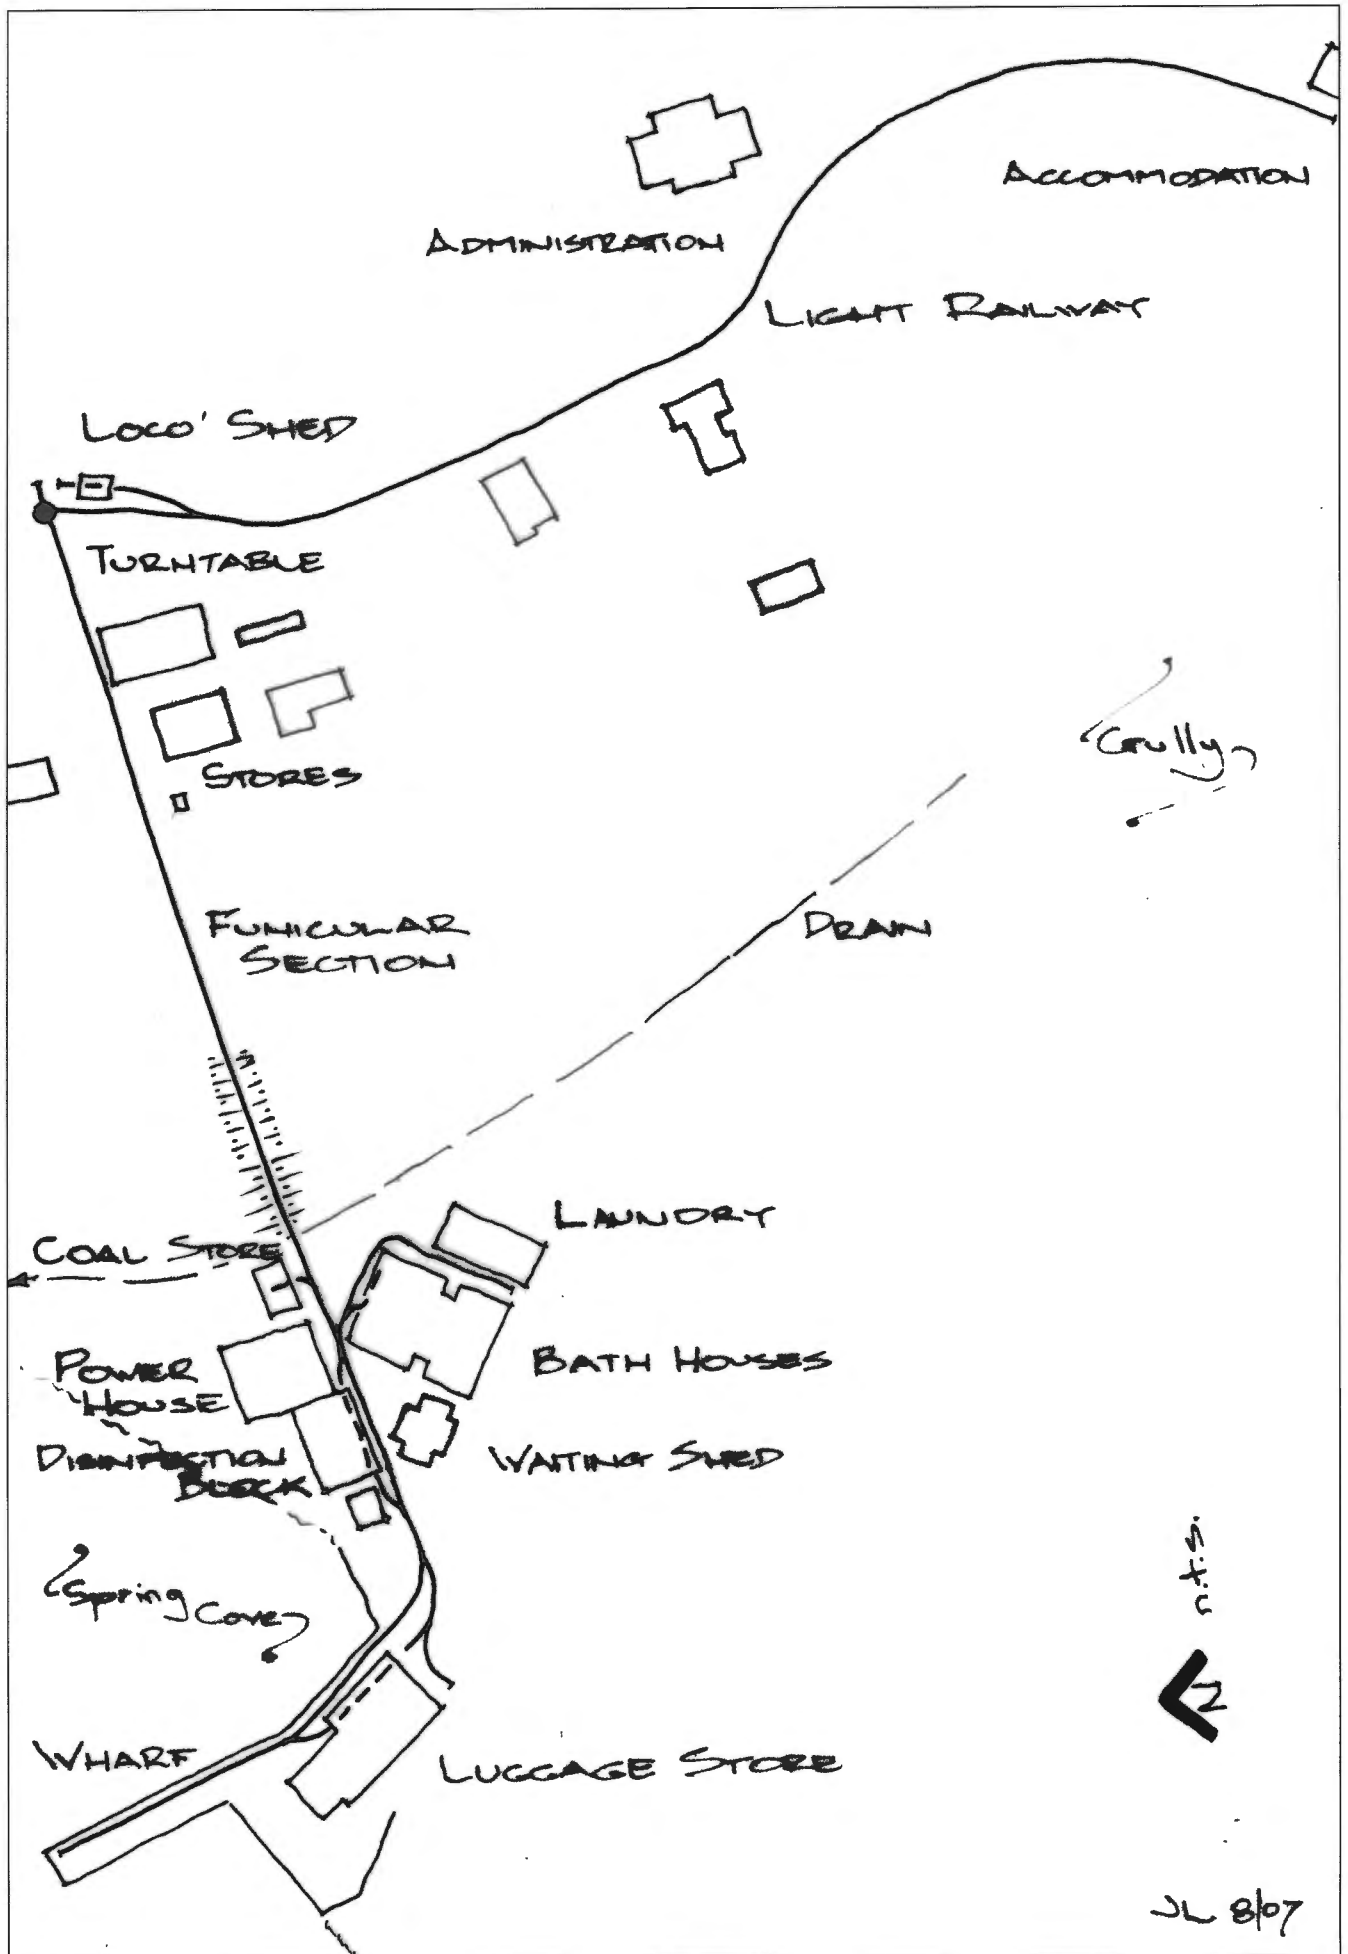 ACCOMMODATION
ADMINISTRATION
LIGHT RAILWAY
LOCO' SHED
TURNTABLE
STORES
Gully
FUNICULAR
SECTION
DRAIN
LAUNDRY
COAL STORE
BATH HOUSES
POWER
HOUSE
DISINFECTION
BLOCK
WAITING SHED
n.t.s.
Spring Cove
N
WHARF
LUGGAGE STORE
JL 8/07